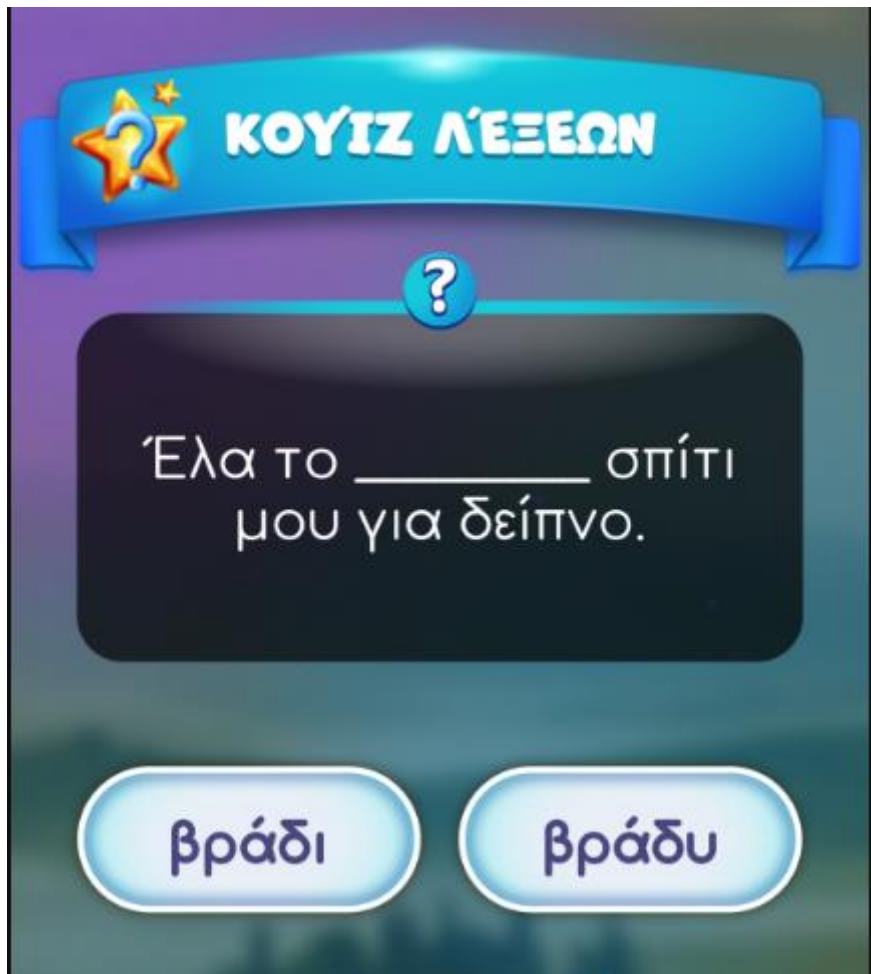 ΚΟΥΊΖ ΛΈΞΕΩΝ
?
Έλα το ________ σπίτι
μου για δείπνο.
βράδι
βράδυ